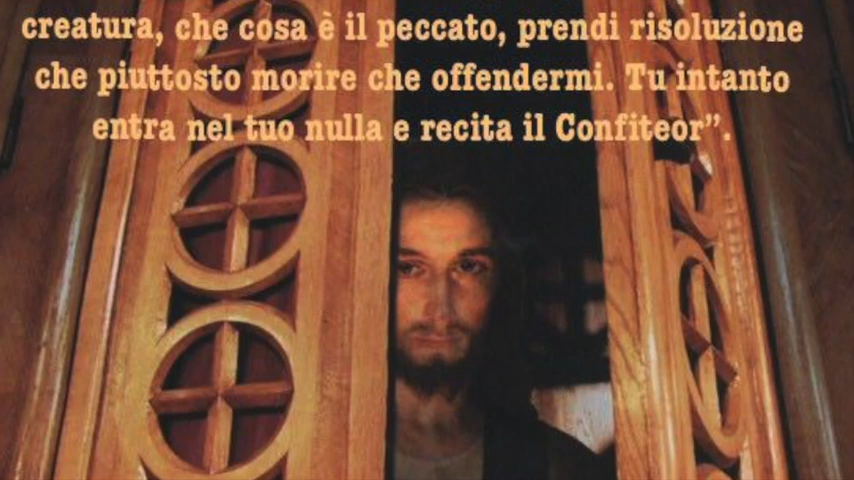 creatura, che cosa è il peccato, prendi risoluzione
che piuttosto morire che offendermi. Tu intanto
entra nel tuo nulla e recita il Confiteor”.